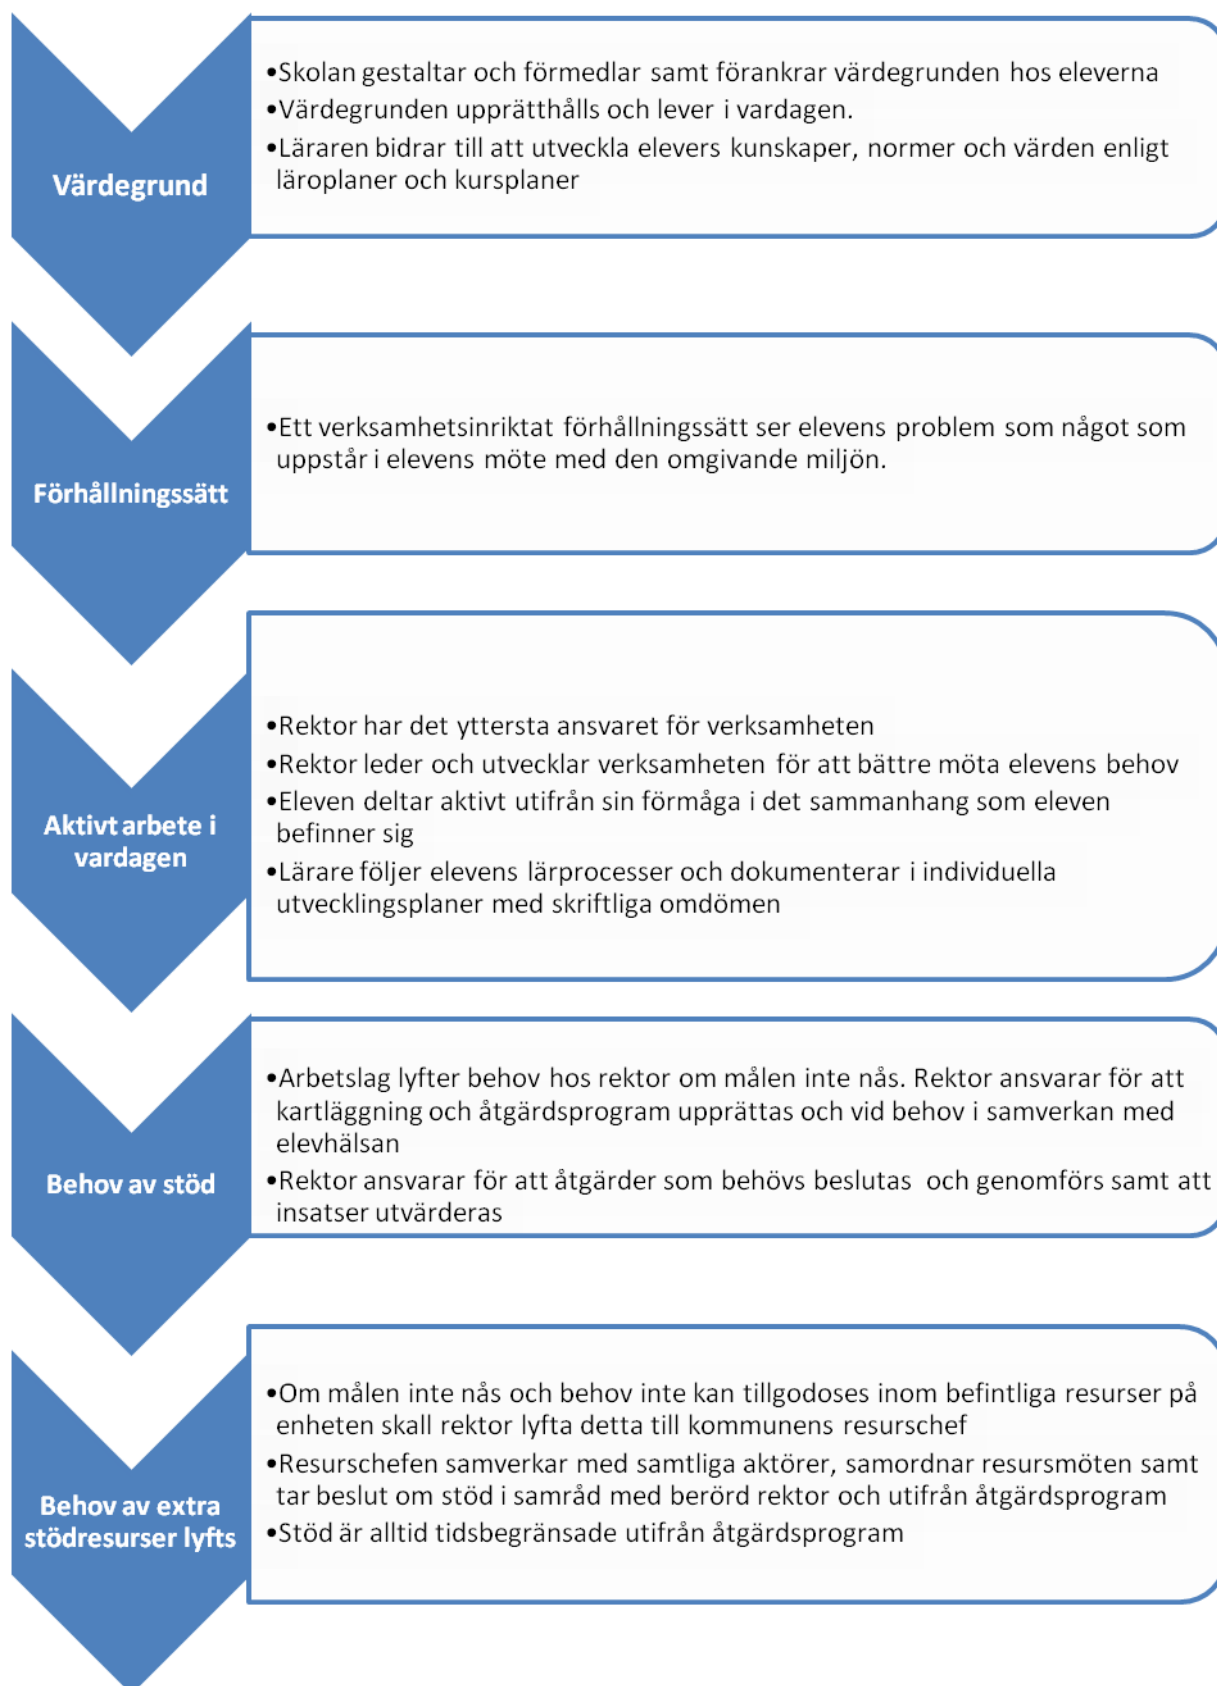 Värdegrund
•Skolan gestaltar och förmedlar samt förankrar värdegrunden hos eleverna
•Värdegrunden upprätthålls och lever i vardagen.
•Läraren bidrar till att utveckla elevers kunskaper, normer och värden enligt
läroplaner och kursplaner
Förhållningssätt
•Ett verksamhetsinriktat förhållningssätt ser elevens problem som något som
uppstår i elevens möte med den omgivande miljön.
Aktivt arbete i
vardagen
•Rektor har det yttersta ansvaret för verksamheten
•Rektor leder och utvecklar verksamheten för att bättre möta elevens behov
•Eleven deltar aktivt utifrån sin förmåga i det sammanhang som eleven
befinner sig
•Lärare följer elevens lärprocesser och dokumenterar i individuella
utvecklingsplaner med skriftliga omdömen
Behov av stöd
•Arbetslag lyfter behov hos rektor om målen inte nås. Rektor ansvarar för att
kartläggning och åtgärdsprogram upprättas och vid behov i samverkan med
elevhälsan
•Rektor ansvarar för att åtgärder som behövs beslutas och genomförs samt att
insatser utvärderas
Behov av extra
stödresurser lyfts
•Om målen inte nås och behov inte kan tillgodoses inom befintliga resurser på
enheten skall rektor lyfta detta till kommunens resurschef
•Resurschefen samverkar med samtliga aktörer, samordnar resursmöten samt
tar beslut om stöd i samråd med berörd rektor och utifrån åtgärdsprogram
•Stöd är alltid tidsbegränsade utifrån åtgärdsprogram